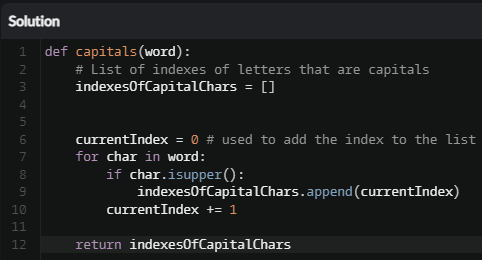 Solution
1 def capitals(word):
2     # List of indexes of letters that are capitals
3     indexesOfCapitalChars = []
4
5
6     currentIndex = 0 # used to add the index to the list
7     for char in word:
8         if char.isupper():
9             indexesOfCapitalChars.append(currentIndex)
10         currentIndex += 1
11
12     return indexesOfCapitalChars